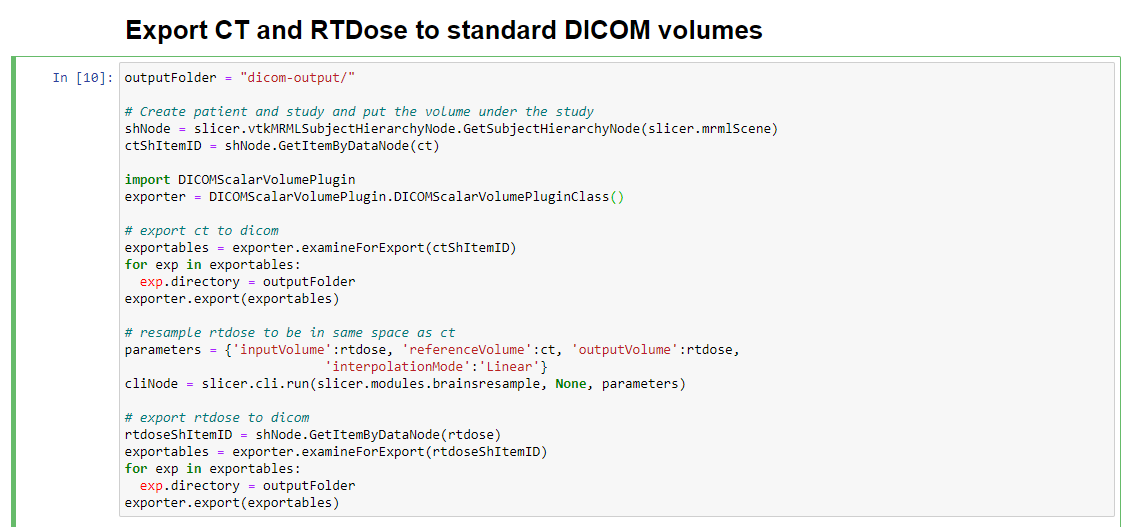 Export CT and RTDose to standard DICOM volumes
In [10]: outputFolder = "dicom-output/"
# Create patient and study and put the volume under the study
shNode = slicer.vtkMRMLSubjectHierarchyNode.GetSubjectHierarchyNode(slicer.mrmlScene)
ctShItemID = shNode.GetItemByDataNode(ct)
import DICOMScalarVolumePlugin
exporter = DICOMScalarVolumePlugin.DICOMScalarVolumePluginClass()
# export ct to dicom
exportables = exporter.examineForExport(ctShItemID)
for exp in exportables:
  exp.directory = outputFolder
exporter.export(exportables)
# resample rtdose to be in same space as ct
parameters = {'inputVolume':rtdose, 'referenceVolume':ct, 'outputVolume':rtdose,
                          'interpolationMode':'Linear'}
cliNode = slicer.cli.run(slicer.modules.brainsresample, None, parameters)
# export rtdose to dicom
rtdoseShItemID = shNode.GetItemByDataNode(rtdose)
exportables = exporter.examineForExport(rtdoseShItemID)
for exp in exportables:
  exp.directory = outputFolder
exporter.export(exportables)